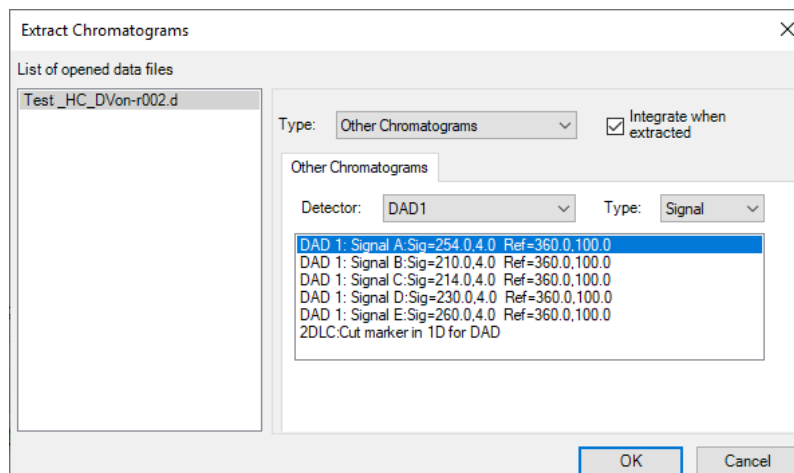 Extract Chromatograms
List of opened data files
Test _HC_DVon-r002.d
Type: Other Chromatograms
Integrate when
extracted
Other Chromatograms
Detector: DAD1 Type: Signal
DAD 1: Signal A:Sig=254.0,4.0 Ref=360.0,100.0
DAD 1: Signal B:Sig=210.0,4.0 Ref=360.0,100.0
DAD 1: Signal C:Sig=214.0,4.0 Ref=360.0,100.0
DAD 1: Signal D:Sig=230.0,4.0 Ref=360.0,100.0
DAD 1: Signal E:Sig=260.0,4.0 Ref=360.0,100.0
2DLC:Cut marker in 1D for DAD
OK Cancel